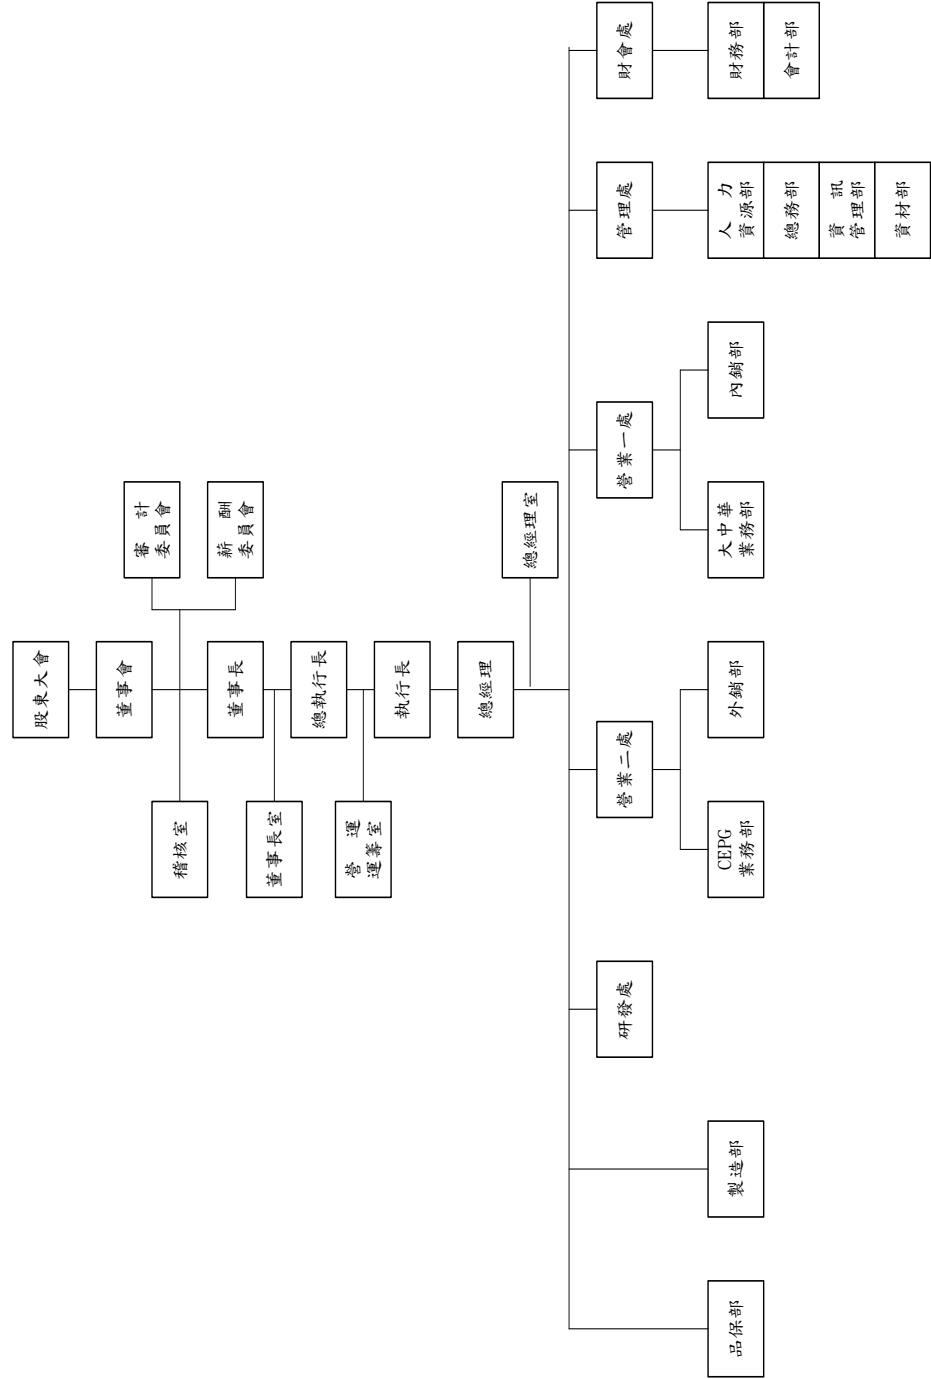 股東大會
董事會
審計
委員會
薪酬
委員會
稽核室
董事長
董事長室
總執行長
營運
運籌室
執行長
總經理
總經理室
品保部
製造部
研發處
營業二處
CEPG
業務部
外銷部
營業一處
大中華
業務部
內銷部
管理處
人力
資源部
總務部
資訊
管理部
資材部
財會處
財務部
會計部